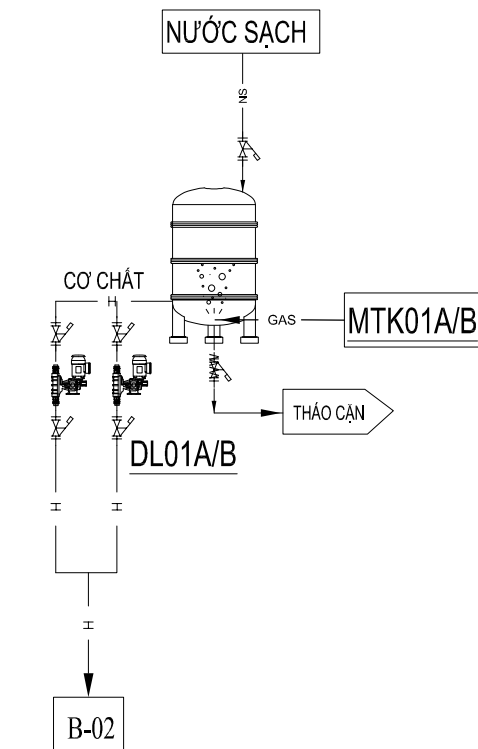 NƯỚC SẠCH
NS
CƠ CHẤT
H
GAS
MTK01A/B
THÁO CẶN
DL01A/B
H
H
H
B-02